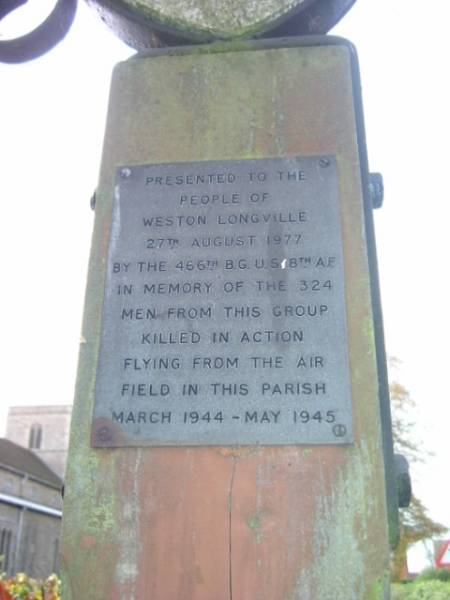 PRESENTED TO THE
PEOPLE OF
WESTON LONGVILLE
27TH AUGUST 1977
BY THE 466TH B.G. U.S. 8TH AF
IN MEMORY OF THE 324
MEN FROM THIS GROUP
KILLED IN ACTION
FLYING FROM THE AIR
FIELD IN THIS PARISH
MARCH 1944 - MAY 1945